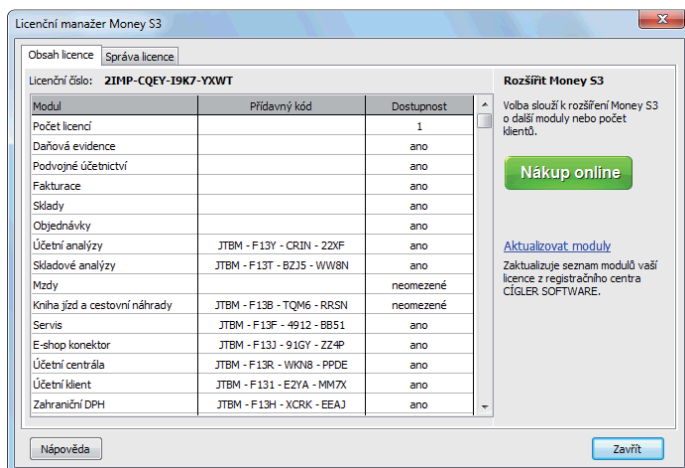 Licenční manažer Money S3
Obsah licence Správa licence
Licenční číslo: 2IMP-CQEY-I9K7-YXWT
Modul Přídavný kód Dostupnost
Počet licencí 1
Daňová evidence ano
Podvojné účetnictví ano
Fakturace ano
Sklady ano
Objednávky ano
Účetní analýzy JTBM - F13Y - CRIN - 22XF ano
Skladové analýzy JTBM - F13T - BZJ5 - WW8N ano
Mzdy neomezené
Kniha jízd a cestovní náhrady JTBM - F13B - TQM6 - RRSN neomezené
Servis JTBM - F13F - 4912 - BB51 ano
E-shop konektor JTBM - F13J - 91GY - ZZ4P ano
Účetní centrála JTBM - F13R - WKN8 - PPDE ano
Účetní klient JTBM - F131 - E2YA - MM7X ano
Zahraniční DPH JTBM - F13H - XCRK - EEAJ ano
Rozšířit Money S3
Volba slouží k rozšíření Money S3
o další moduly nebo počet
klientů.
Nákup online
Aktualizovat moduly
Zaktualizuje seznam modulů vaší
licence z registračního centra
CÍGLER SOFTWARE.
Nápověda Zavřít